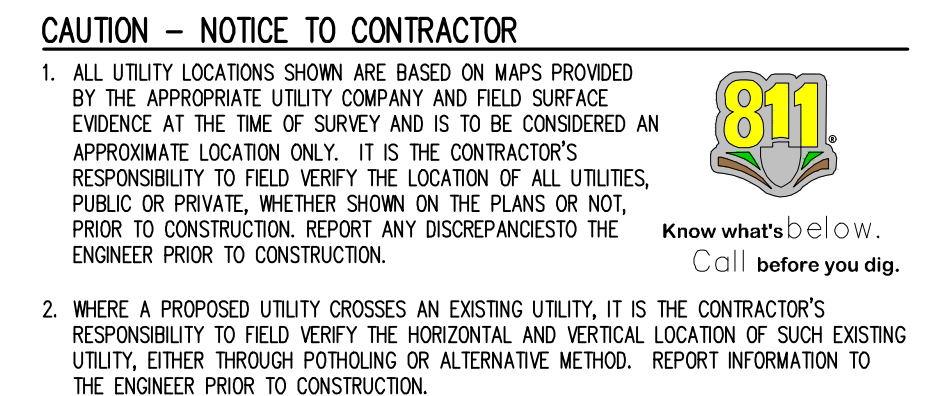 CAUTION – NOTICE TO CONTRACTOR
1. ALL UTILITY LOCATIONS SHOWN ARE BASED ON MAPS PROVIDED
BY THE APPROPRIATE UTILITY COMPANY AND FIELD SURFACE
EVIDENCE AT THE TIME OF SURVEY AND IS TO BE CONSIDERED AN
APPROXIMATE LOCATION ONLY. IT IS THE CONTRACTOR'S
RESPONSIBILITY TO FIELD VERIFY THE LOCATION OF ALL UTILITIES,
PUBLIC OR PRIVATE, WHETHER SHOWN ON THE PLANS OR NOT,
PRIOR TO CONSTRUCTION. REPORT ANY DISCREPANCIESTO THE
ENGINEER PRIOR TO CONSTRUCTION.
811®
Know what's below.
Call before you dig.
2. WHERE A PROPOSED UTILITY CROSSES AN EXISTING UTILITY, IT IS THE CONTRACTOR'S
RESPONSIBILITY TO FIELD VERIFY THE HORIZONTAL AND VERTICAL LOCATION OF SUCH EXISTING
UTILITY, EITHER THROUGH POTHOLING OR ALTERNATIVE METHOD. REPORT INFORMATION TO
THE ENGINEER PRIOR TO CONSTRUCTION.